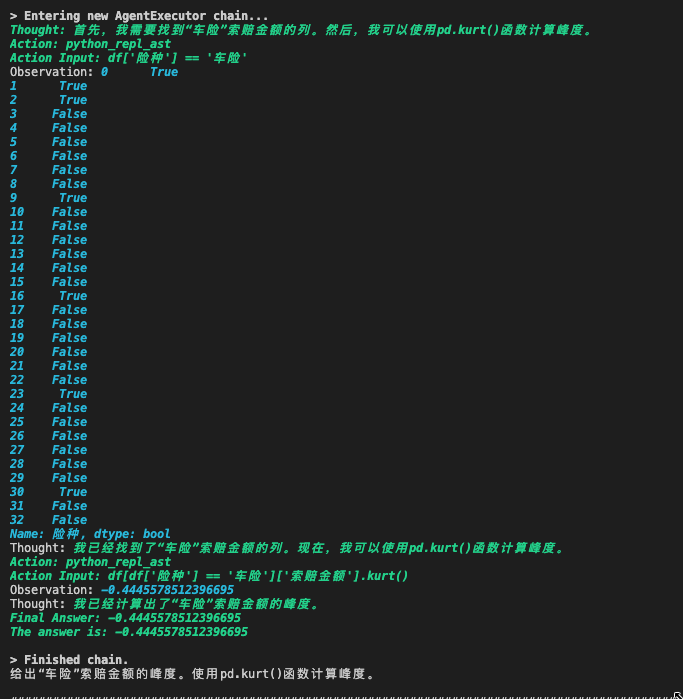 > Entering new AgentExecutor chain...
Thought: 首先，我需要找到“车险”索赔金额的列。然后，我可以使用pd.kurt()函数计算峰度。
Action: python_repl_ast
Action Input: df['险种'] == '车险'
Observation: 0      True
1      True
2      True
3     False
4     False
5     False
6     False
7     False
8     False
9      True
10    False
11    False
12    False
13    False
14    False
15    False
16     True
17    False
18    False
19    False
20    False
21    False
22    False
23     True
24    False
25    False
26    False
27    False
28    False
29    False
30     True
31    False
32    False
Name: 险种, dtype: bool
Thought: 我已经找到了“车险”索赔金额的列。现在，我可以使用pd.kurt()函数计算峰度。
Action: python_repl_ast
Action Input: df[df['险种'] == '车险']['索赔金额'].kurt()
Observation: -0.4445578512396695
Thought: 我已经计算出了“车险”索赔金额的峰度。
Final Answer: -0.4445578512396695
The answer is: -0.4445578512396695
> Finished chain.
给出“车险”索赔金额的峰度。使用pd.kurt()函数计算峰度。